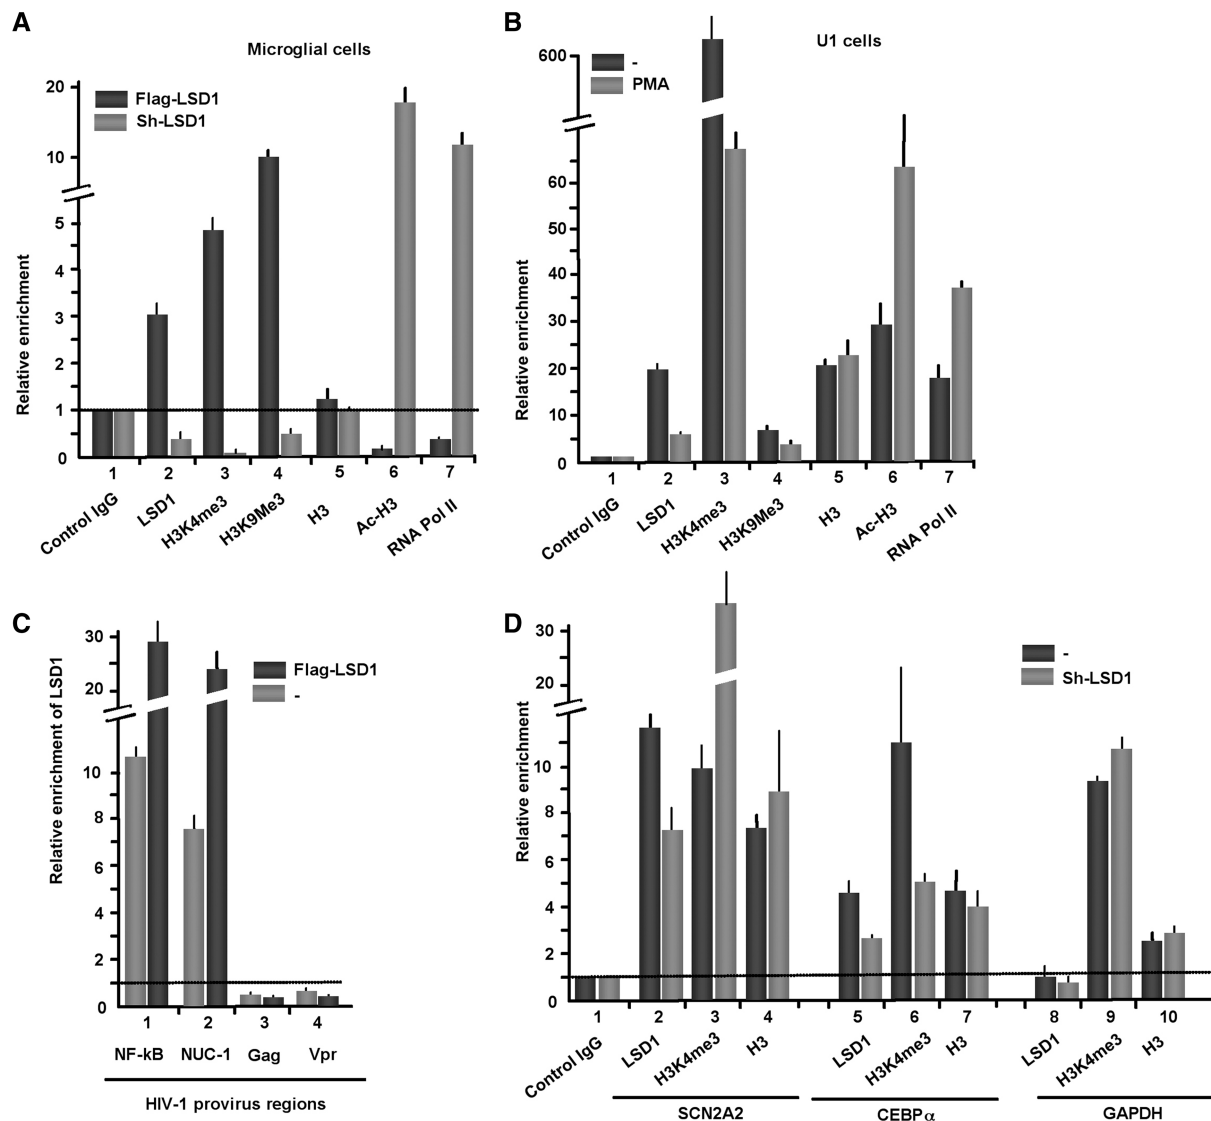 A
Microglial cells
Flag-LSD1
Sh-LSD1
Relative enrichment
20
10
5
4
3
2
1
0
1 2 3 4 5 6 7
Control IgG LSD1 H3K4me3 H3K9Me3 H3 Ac-H3 RNA Pol II
B
U1 cells
-
PMA
Relative enrichment
600
60
50
40
30
20
10
0
1 2 3 4 5 6 7
Control IgG LSD1 H3K4me3 H3K9Me3 H3 Ac-H3 RNA Pol II
C
Flag-LSD1
-
Relative enrichment of LSD1
30
20
10
8
6
4
2
0
1 2 3 4
NF-kB NUC-1 Gag Vpr
HIV-1 provirus regions
D
-
Sh-LSD1
Relative enrichment
30
20
10
8
6
4
2
0
1 2 3 4 5 6 7 8 9 10
Control IgG LSD1 H3K4me3 H3 LSD1 H3K4me3 H3 LSD1 H3K4me3 H3
SCN2A2 CEBPα GAPDH